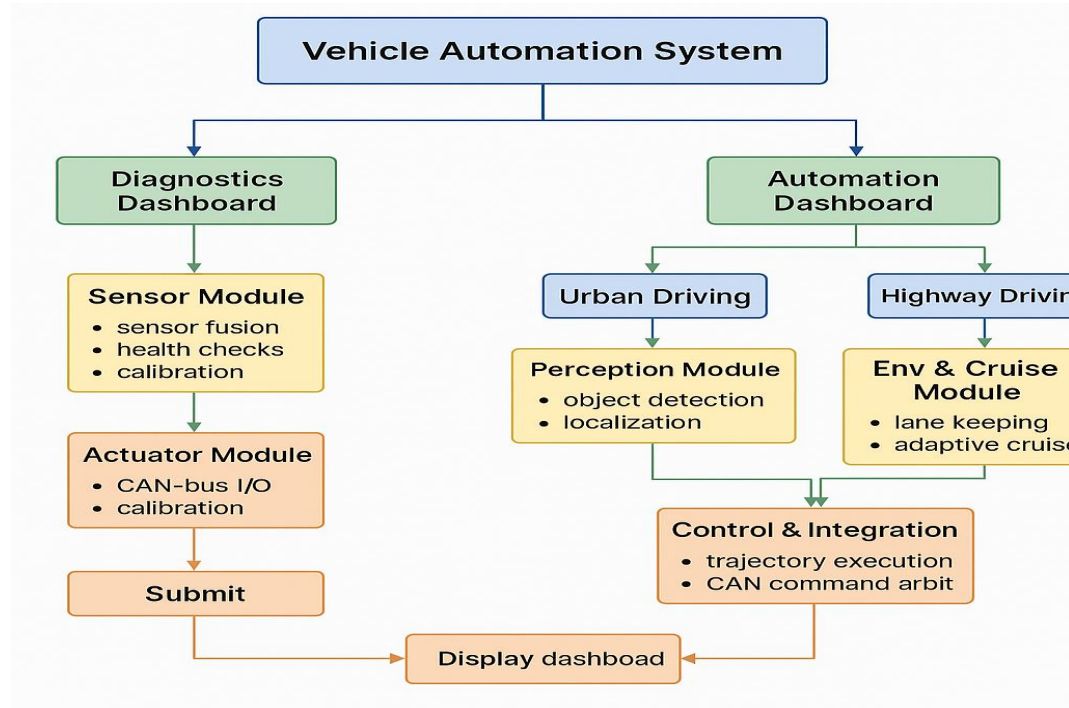 Vehicle Automation System
Diagnostics
Dashboard
Automation
Dashboard
Sensor Module
• sensor fusion
• health checks
• calibration
Urban Driving
Highway Drivin
Perception Module
• object detection
• localization
Env & Cruise
Module
• lane keeping
• adaptive cruise
Actuator Module
• CAN-bus I/O
• calibration
Control & Integration
• trajectory execution
• CAN command arbit
Submit
Display dashboad